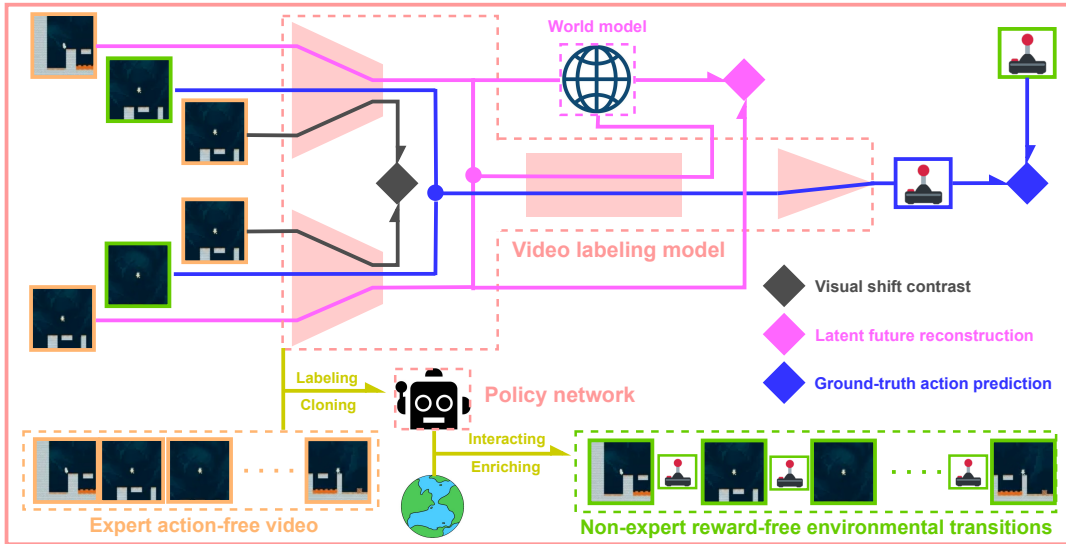 World model
Video labeling model
Visual shift contrast
Latent future reconstruction
Ground-truth action prediction
Labeling
Cloning
Policy network
Interacting
Enriching
Expert action-free video
Non-expert reward-free environmental transitions